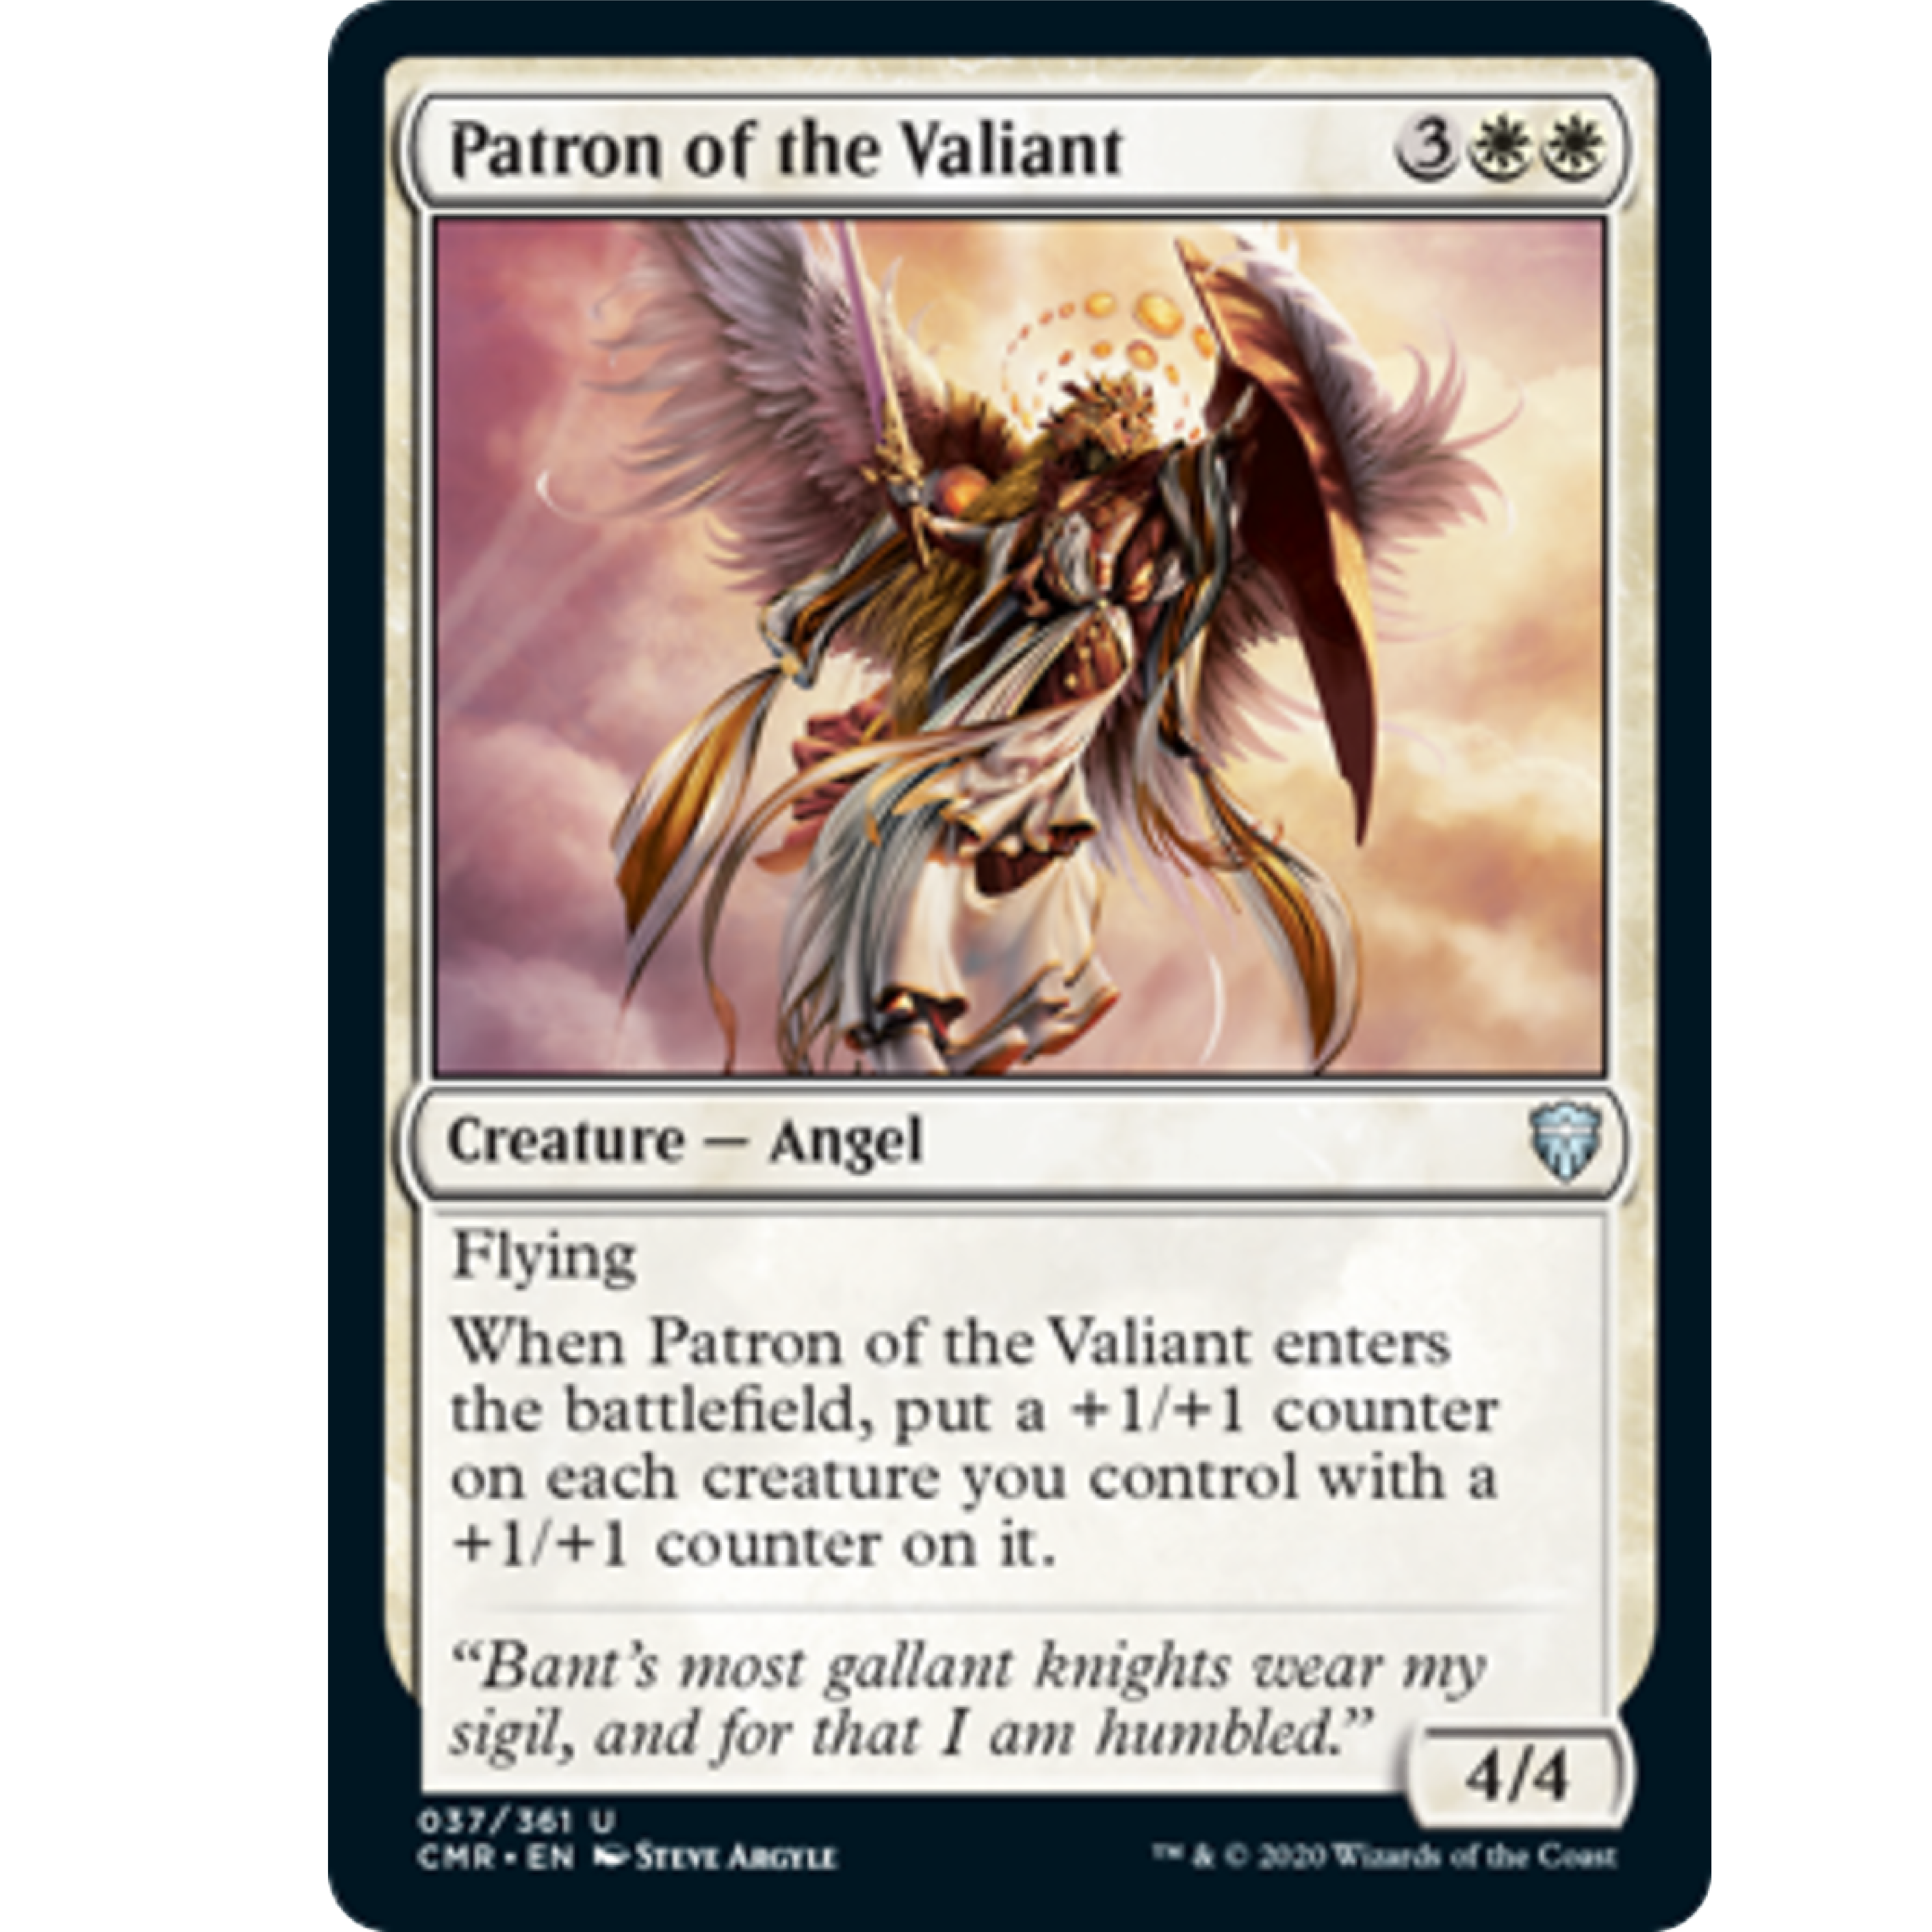 Patron of the Valiant 3
Creature — Angel
Flying
When Patron of the Valiant enters
the battlefield, put a +1/+1 counter
on each creature you control with a
+1/+1 counter on it.
“Bant’s most gallant knights wear my
sigil, and for that I am humbled.”
4/4
037/361 U
CMR • EN Steve Argyle
™ & © 2020 Wizards of the Coast